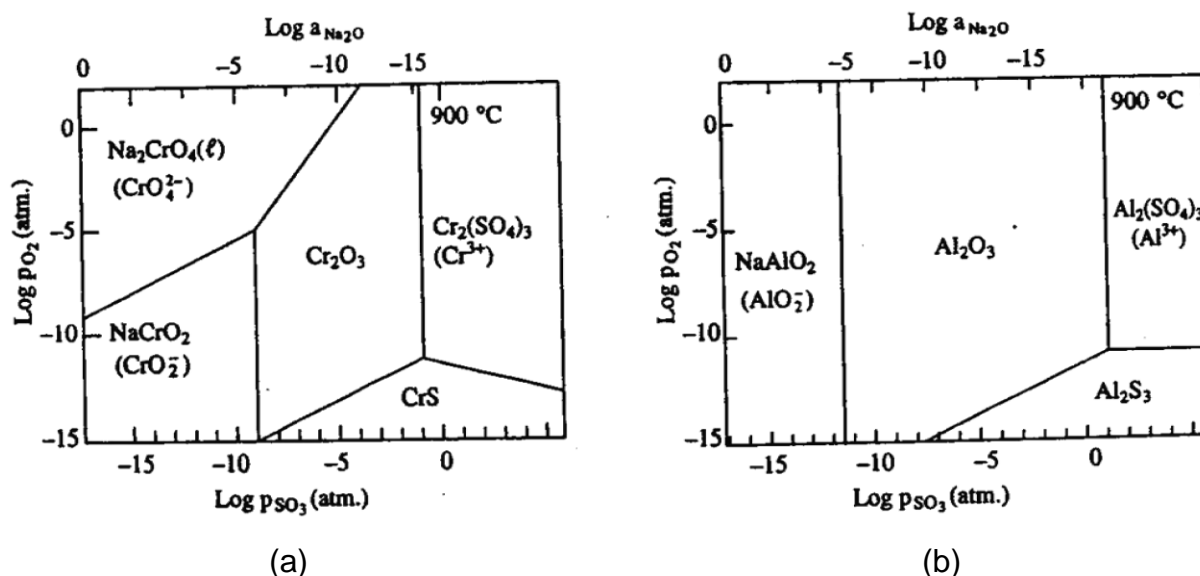 Log a_Na₂O
0 −5 −10 −15
900 °C
0
Na₂CrO₄(ℓ)
(CrO₄²⁻)
Log pO₂ (atm.)
−5
Cr₂O₃
Cr₂(SO₄)₃
(Cr³⁺)
−10
NaCrO₂
(CrO₂⁻)
CrS
−15
−15 −10 −5 0
Log pSO₃ (atm.)
(a)
Log a_Na₂O
0 −5 −10 −15
900 °C
0
Log pO₂ (atm.)
−5
NaAlO₂
(AlO₂⁻)
Al₂O₃
Al₂(SO₄)₃
(Al³⁺)
−10
Al₂S₃
−15
−15 −10 −5 0
Log pSO₃ (atm.)
(b)